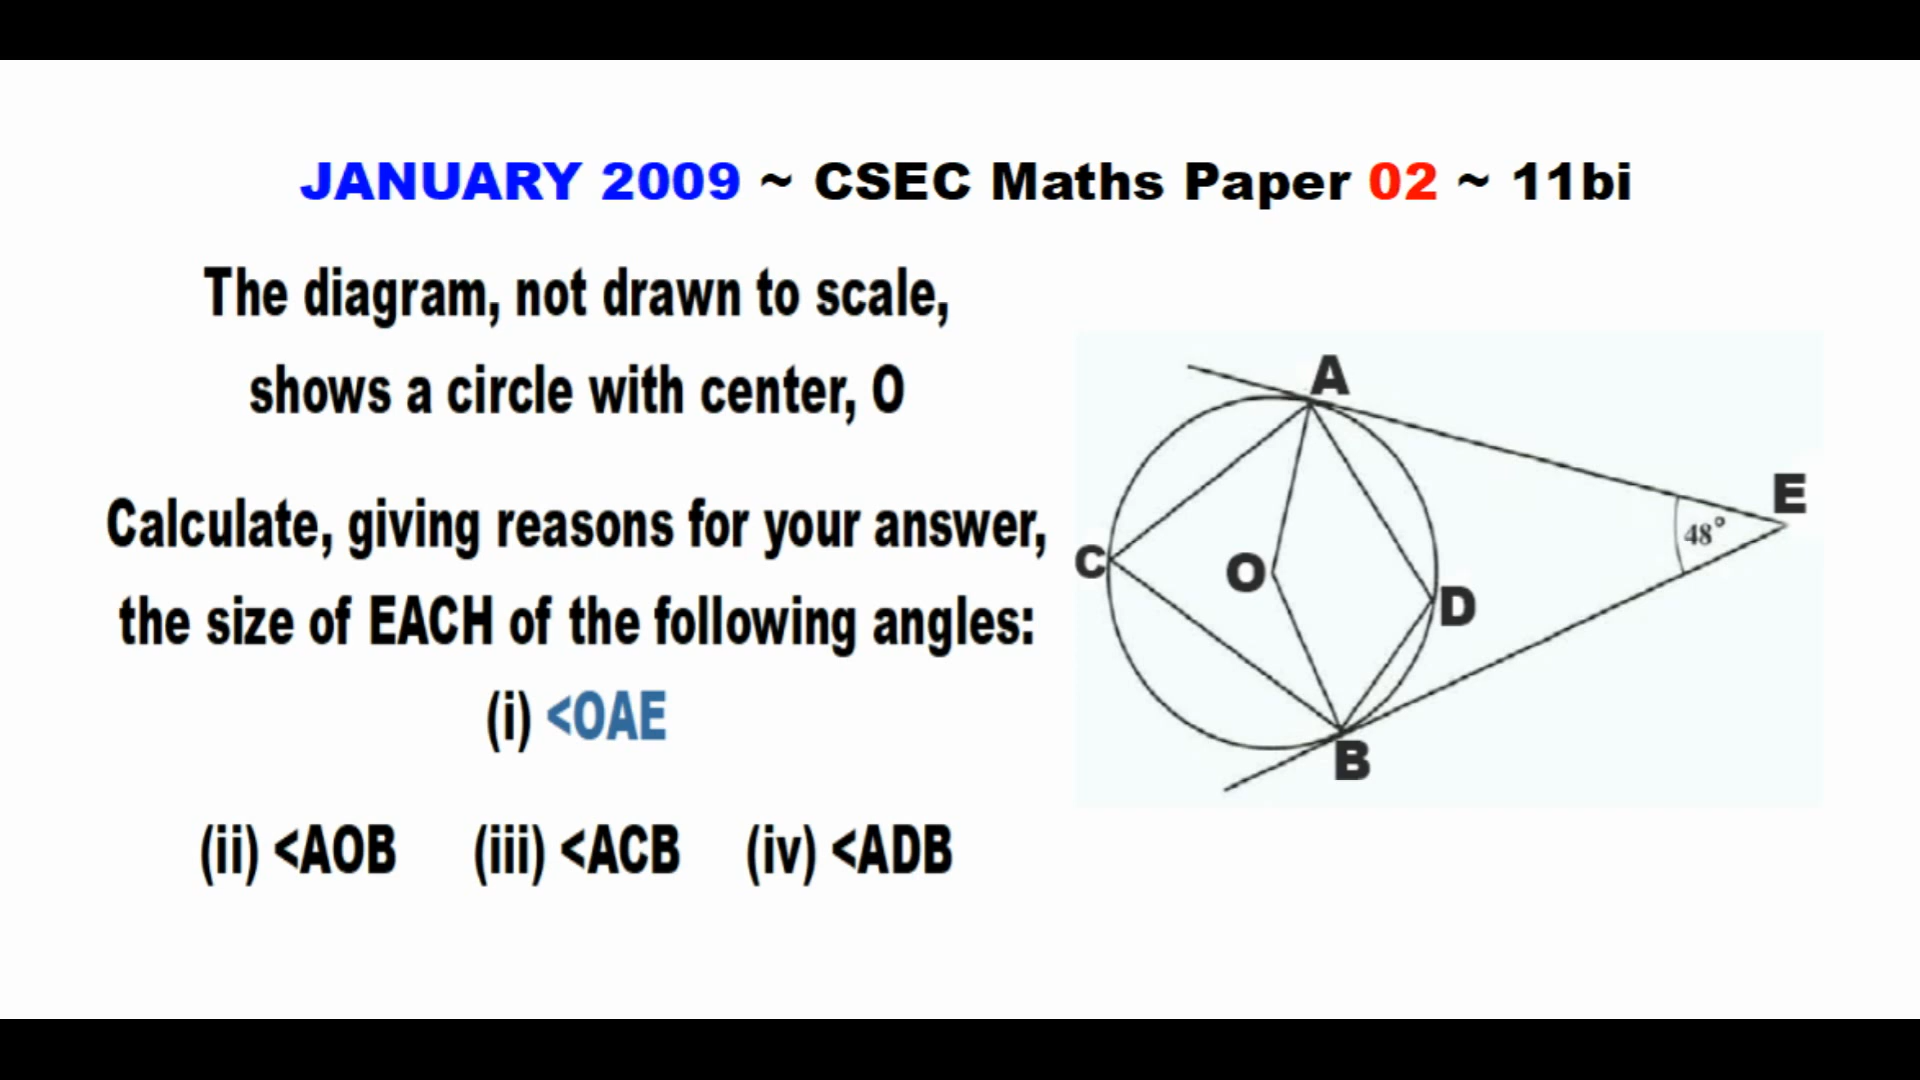 JANUARY 2009 ~ CSEC Maths Paper 02 ~ 11bi
The diagram, not drawn to scale,
shows a circle with center, O
Calculate, giving reasons for your answer,
the size of EACH of the following angles:
(i) <OAE
(ii) <AOB (iii) <ACB (iv) <ADB
A
E
48°
C
O
D
B